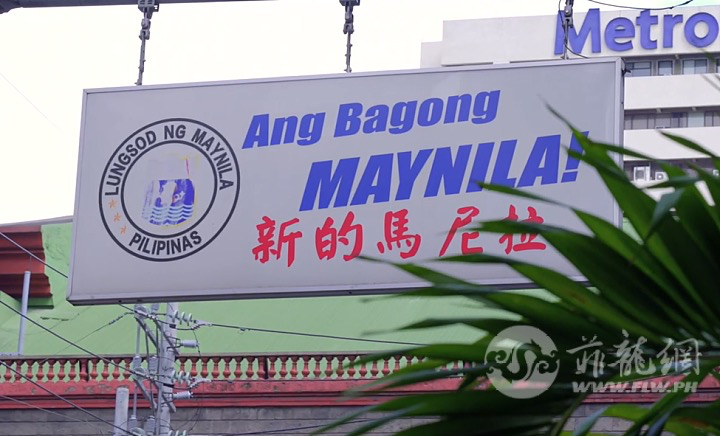 Metro
Ang Bagong
MAYNILA!
LUNGSOD NG MAYNILA
PILIPINAS
新的馬尼拉
菲龍網
WWW.FLW.PH